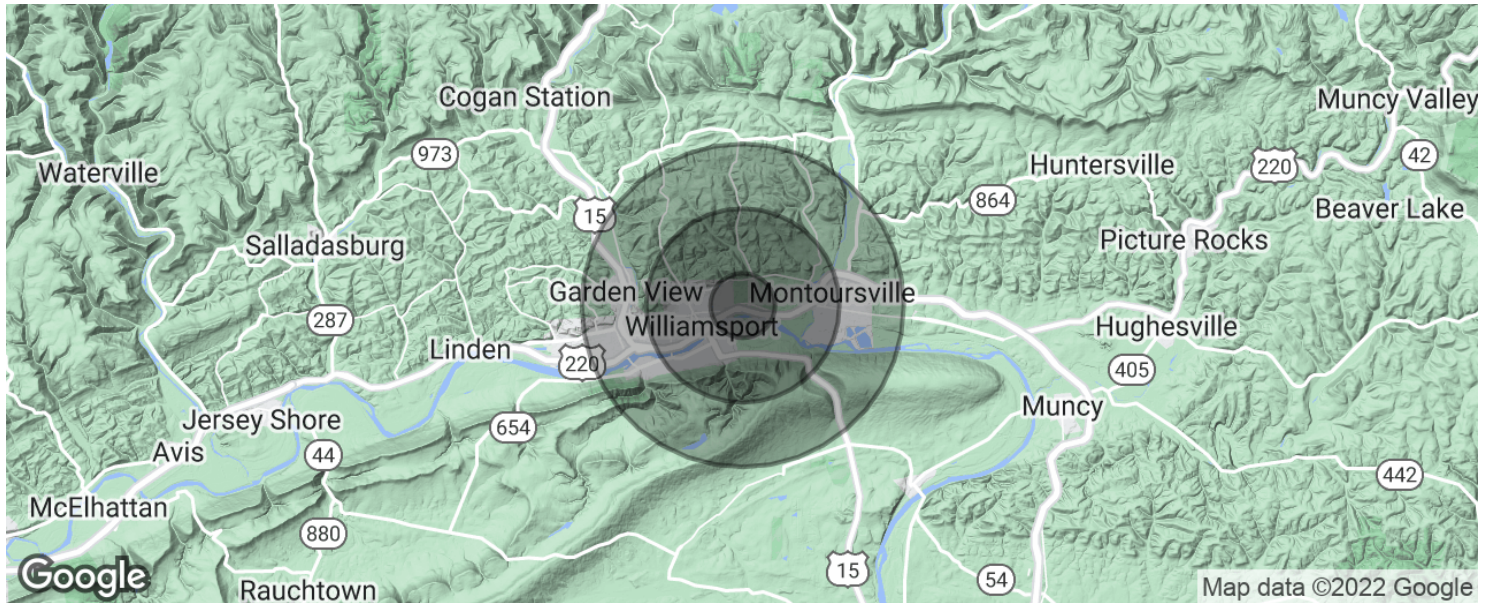 Cogan Station
Muncy Valley
973
42
Waterville
Huntersville
220
864
15
Beaver Lake
Salladasburg
Picture Rocks
Garden View
Montoursville
287
Williamsport
Hughesville
Linden
220
405
Jersey Shore
Muncy
654
Avis
44
442
McElhattan
880
15
54
Google
Rauchtown
Map data ©2022 Google